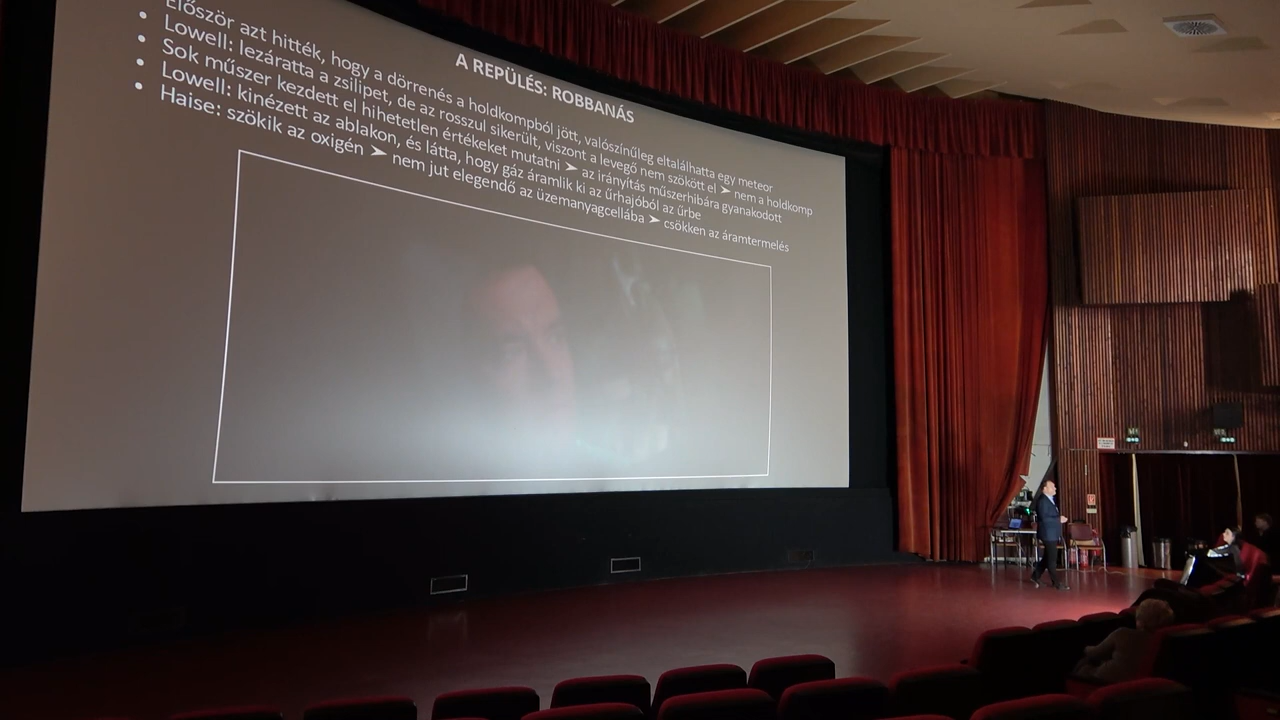 A REPÜLÉS: ROBBANÁS
Először azt hitték, hogy a dörrenés a holdkompból jött, valószínűleg eltalálhatta egy meteor
• Lowell: lezáratta a zsilipet, de az rosszul sikerült, viszont a levegő nem szökött el ➤ nem a holdkomp
• Sok műszer kezdett el hihetetlen értékeket mutatni ➤ az irányítás műszerhibára gyanakodott
• Lowell: kinézett az ablakon, és látta, hogy gáz áramlik ki az űrhajóból az űrbe
• Haise: szökik az oxigén ➤ nem jut elegendő az üzemanyagcellába ➤ csökken az áramtermelés